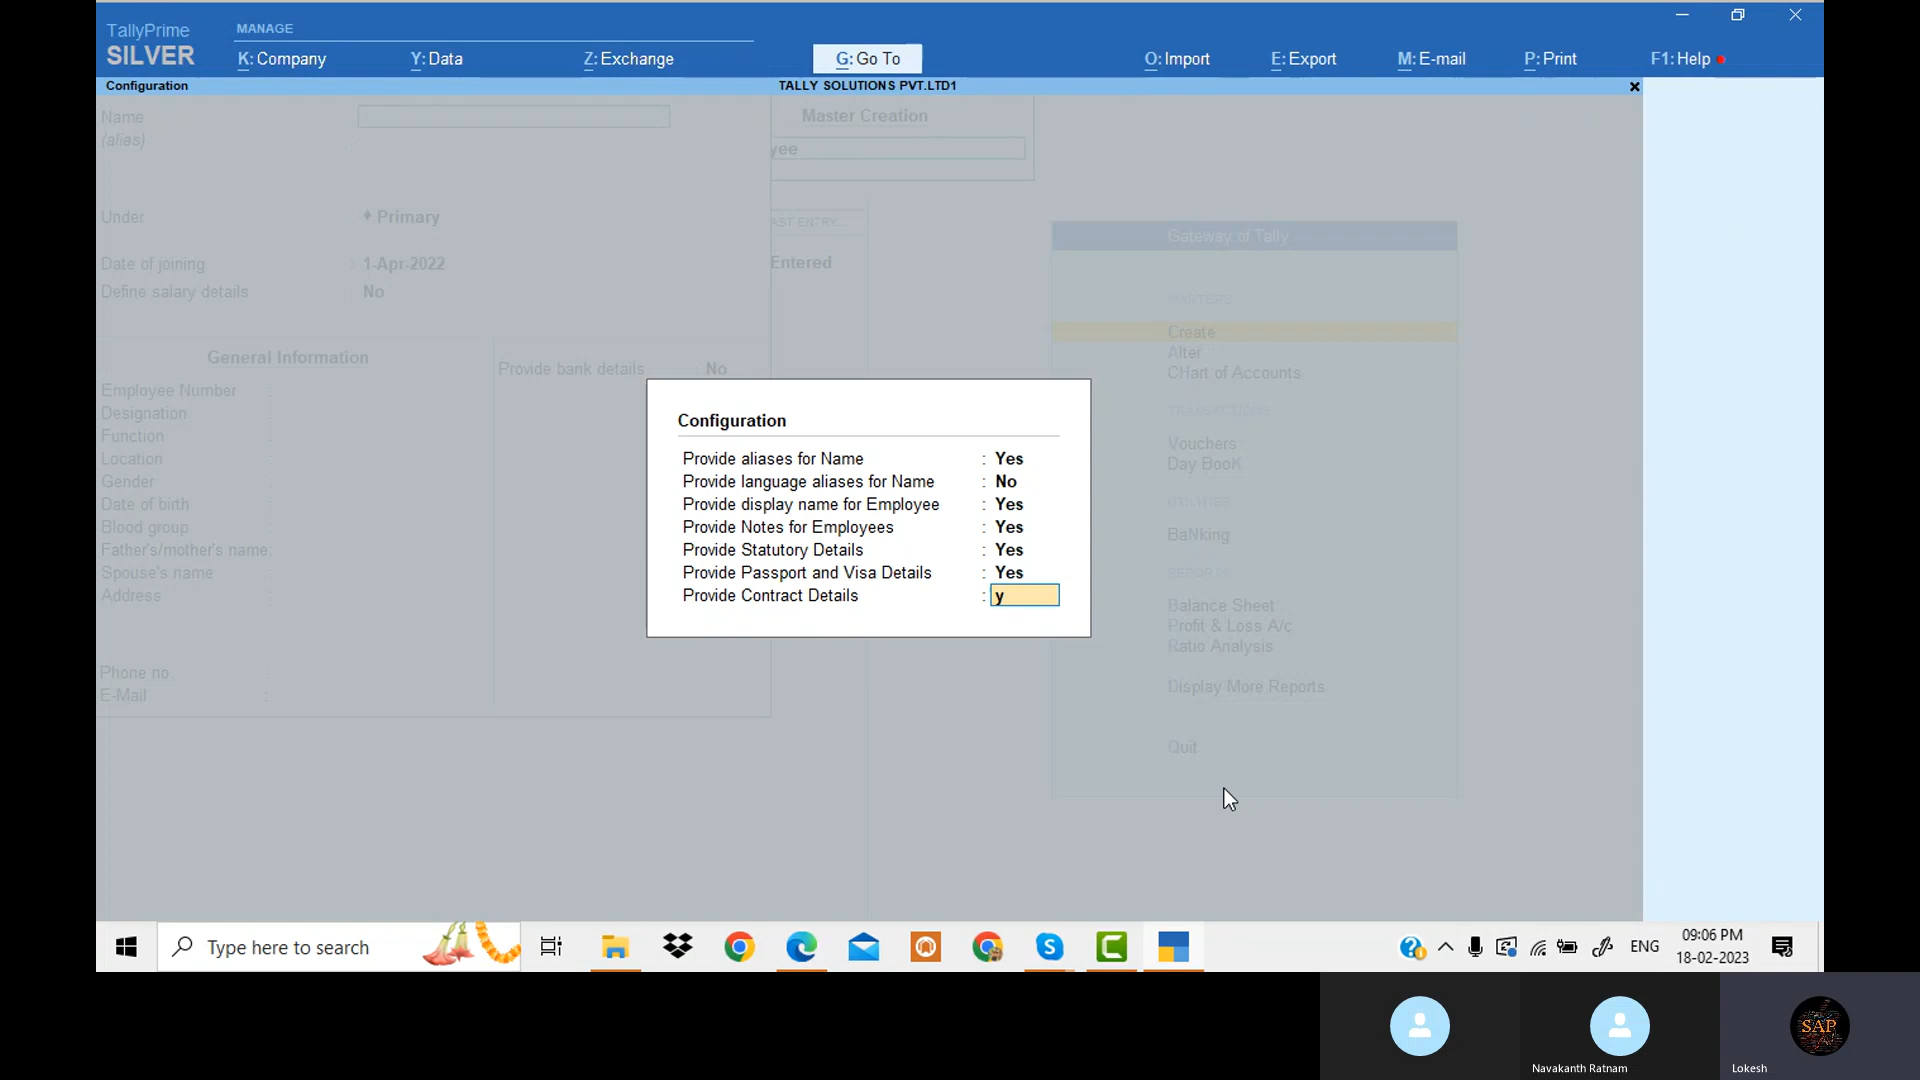 TallyPrime
SILVER
MANAGE
K: Company
Y: Data
Z: Exchange
G: Go To
O: Import
E: Export
M: E-mail
P: Print
F1: Help
Configuration
TALLY SOLUTIONS PVT.LTD1
Name
(alias)
Master Creation
yee
Under
Primary
AST ENTRY
Date of joining : 1-Apr-2022
Entered
Define salary details : No
Gateway of Tally
MASTERS
Create
Alter
CHart of Accounts
TRANSACTIONS
Vouchers
Day BooK
UTILITIES
BaNking
REPORTS
Balance Sheet
Profit & Loss A/c
Ratio Analysis
Display More Reports
Quit
General Information
Provide bank details : No
Employee Number :
Designation :
Function :
Location :
Gender :
Date of birth :
Blood group :
Father's/mother's name:
Spouse's name :
Address :
Phone no. :
E-Mail :
Configuration
Provide aliases for Name : Yes
Provide language aliases for Name : No
Provide display name for Employee : Yes
Provide Notes for Employees : Yes
Provide Statutory Details : Yes
Provide Passport and Visa Details : Yes
Provide Contract Details : y
Type here to search
ENG
09:06 PM
18-02-2023
SAP
Navakanth Ratnam
Lokesh